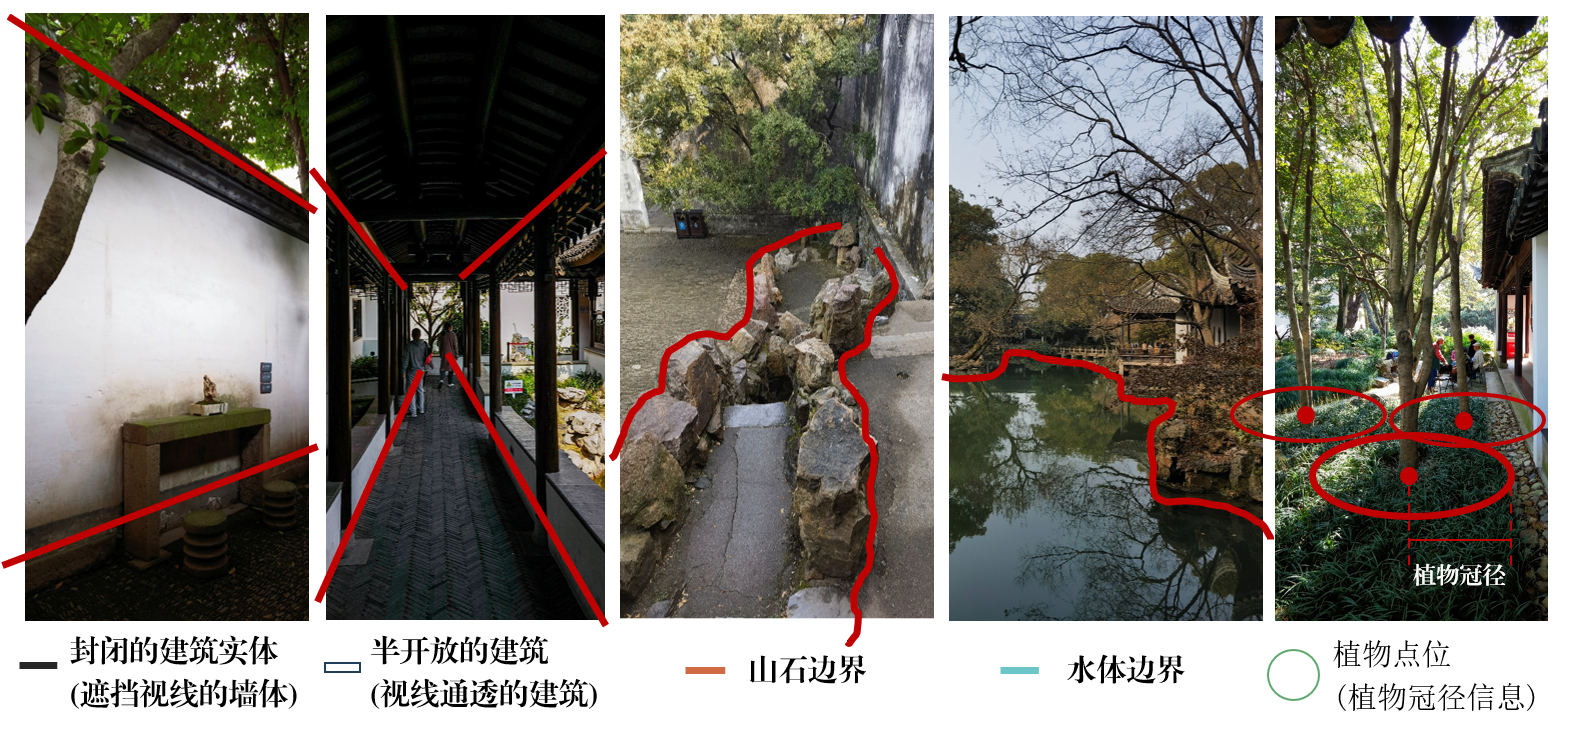 植物冠径
封闭的建筑实体
(遮挡视线的墙体)
半开放的建筑
(视线通透的建筑)
山石边界
水体边界
植物点位
（植物冠径信息）